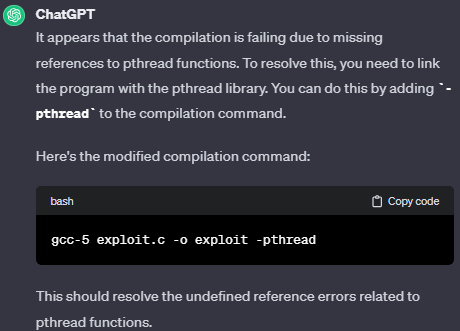 ChatGPT
It appears that the compilation is failing due to missing
references to pthread functions. To resolve this, you need to link
the program with the pthread library. You can do this by adding `-
pthread` to the compilation command.
Here's the modified compilation command:
bash
Copy code
gcc-5 exploit.c -o exploit -pthread
This should resolve the undefined reference errors related to
pthread functions.